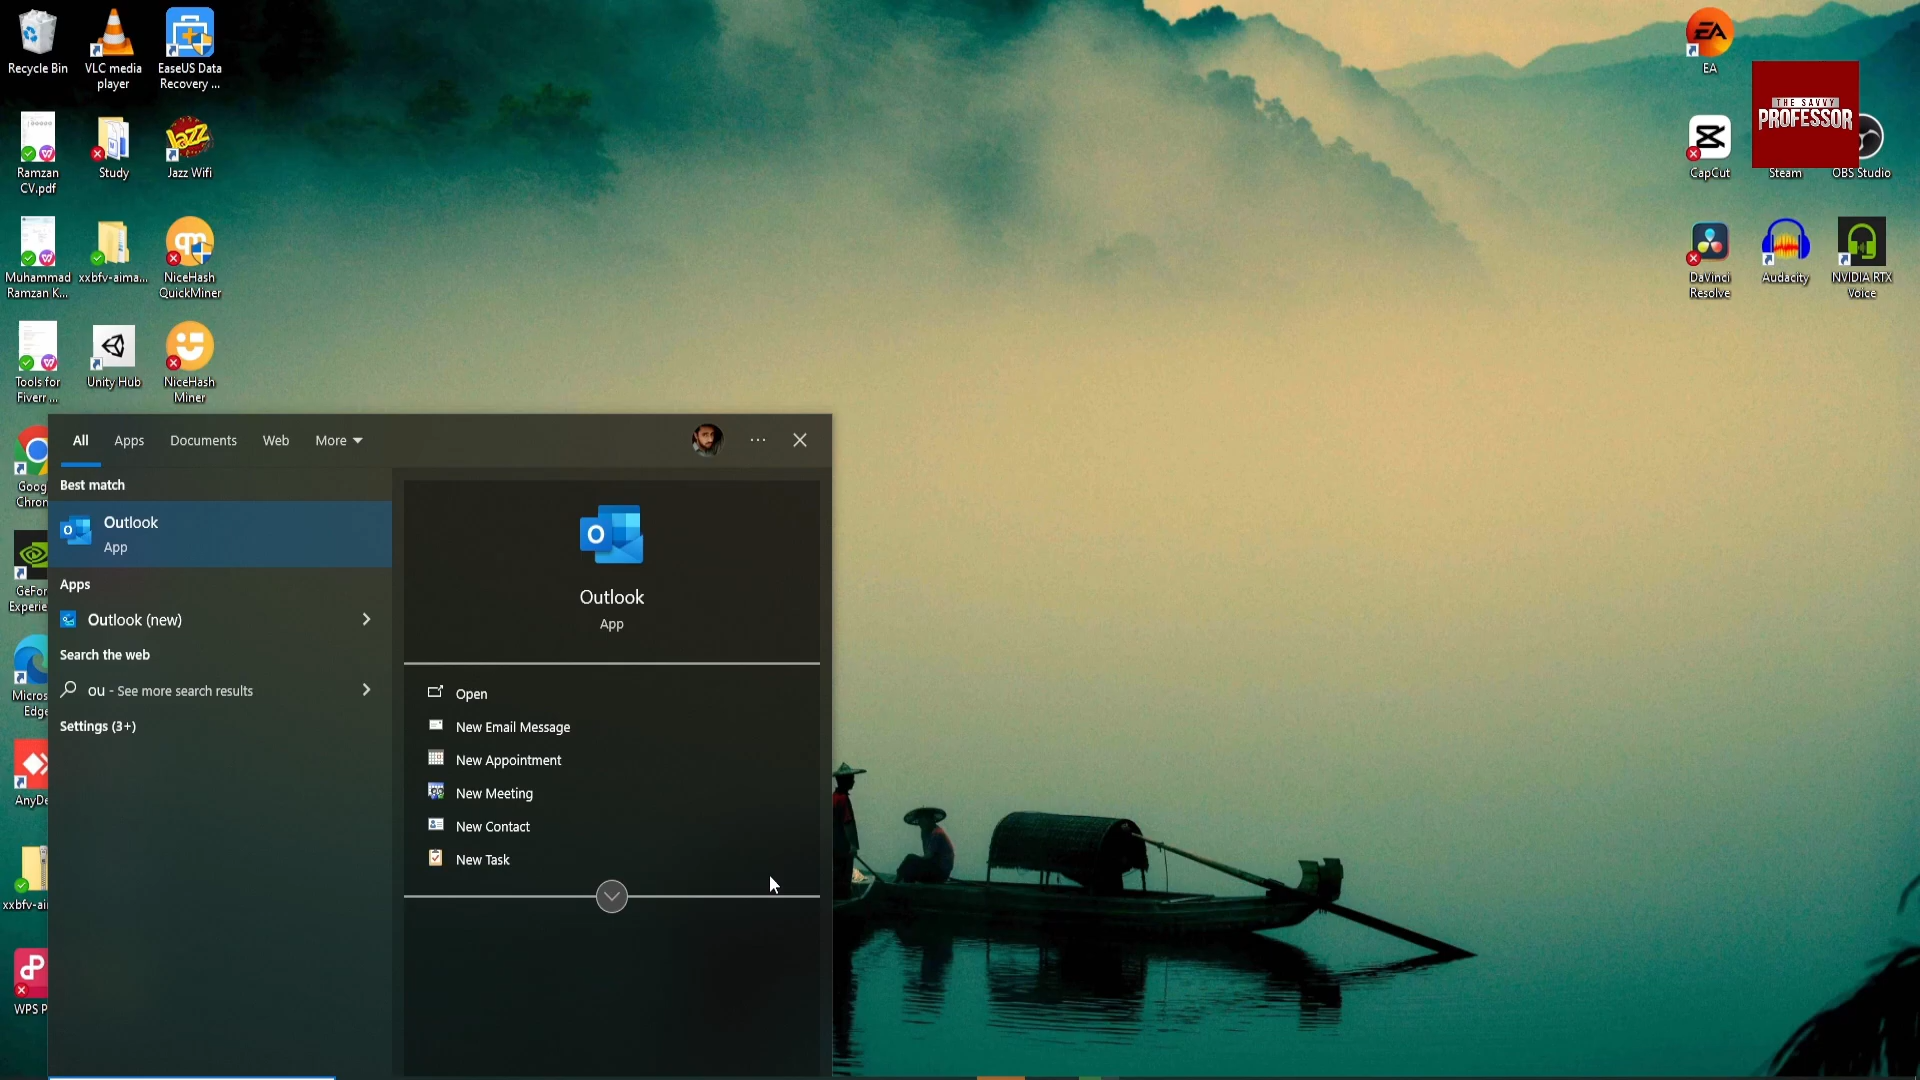 Recycle Bin
VLC media
player
EaseUS Data
Recovery ...
Ramzan
CV.pdf
Study
Jazz
Jazz Wifi
Muhammad
Ramzan K...
xxbfv-aima...
NiceHash
QuickMiner
Tools for
Fiverr ...
Unity Hub
NiceHash
Miner
Goog
Chron
GeFor
Experie
Micros
Edge
AnyDe
xxbfv-ai
WPS P
EA
EA
CapCut
THE SAVVY
PROFESSOR
Steam
OBS Studio
DaVinci
Resolve
Audacity
NVIDIA RTX
Voice
All
Apps
Documents
Web
More
Best match
Outlook
App
Apps
Outlook (new)
Search the web
ou - See more search results
Settings (3+)
Outlook
App
Open
New Email Message
New Appointment
New Meeting
New Contact
New Task